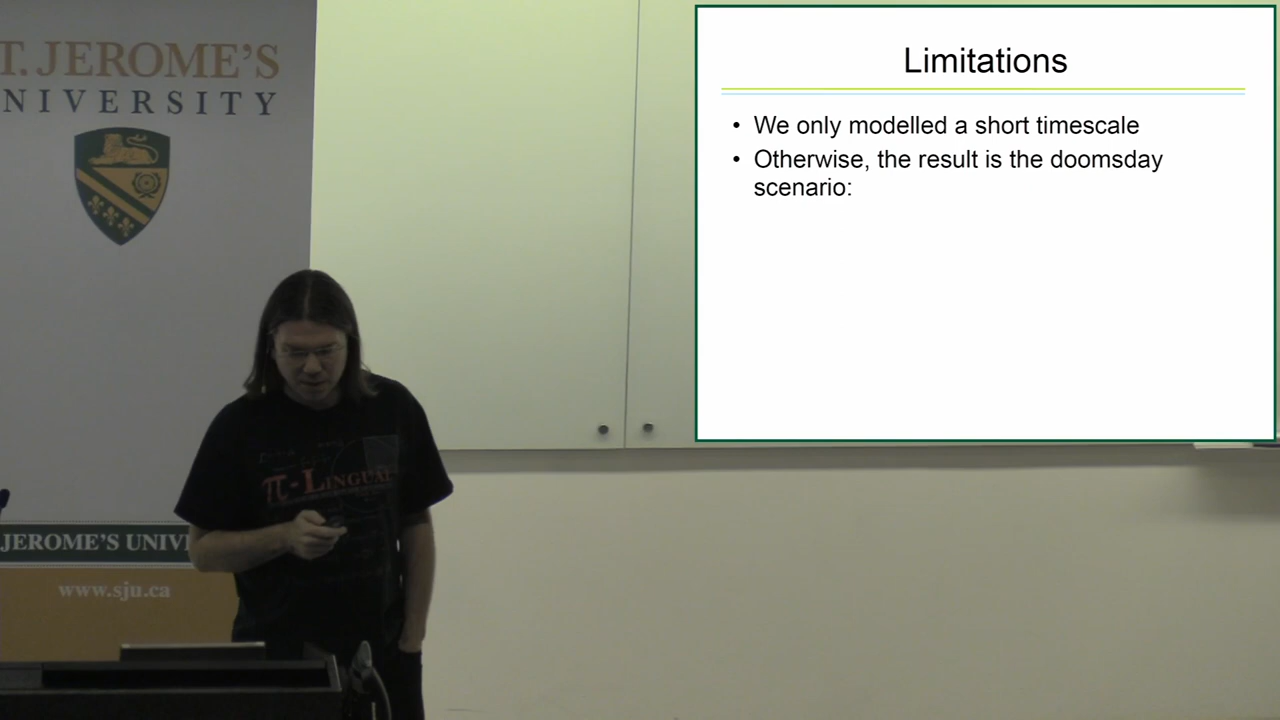 T. JEROME'S
NIVERSITY
π-LINGUAL
JEROME'S UNIV
www.sju.ca
Limitations
• We only modelled a short timescale
• Otherwise, the result is the doomsday
scenario: